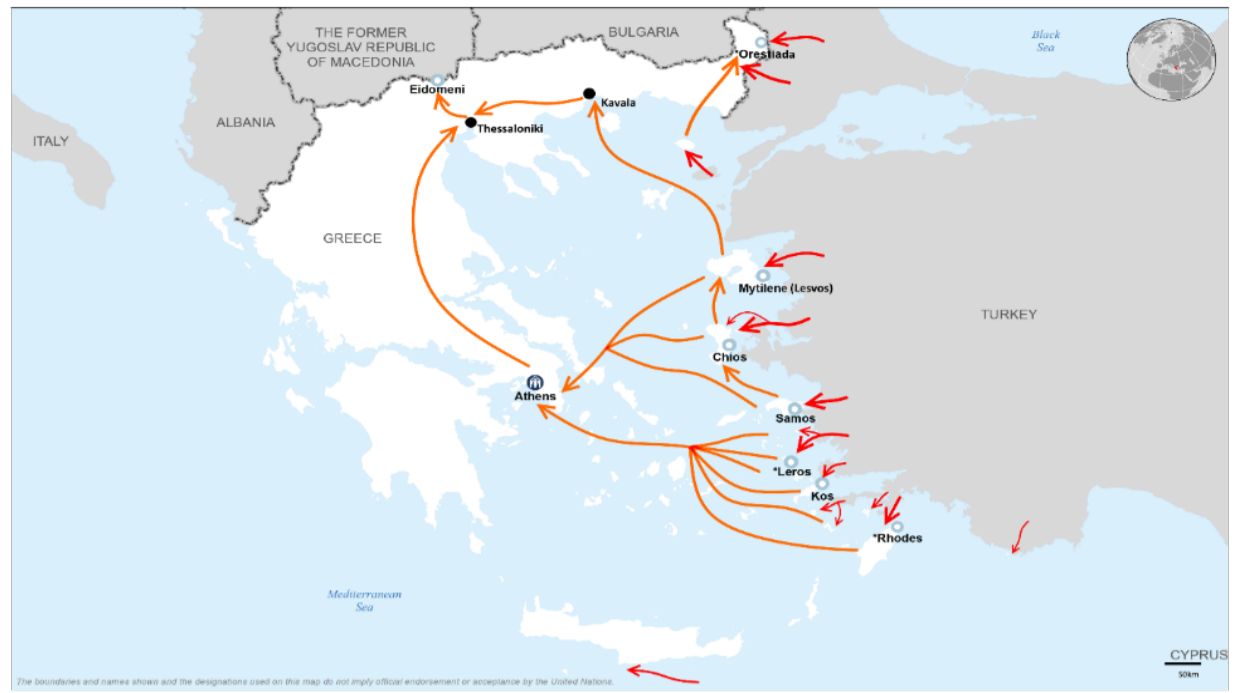 BULGARIA
THE FORMER
YUGOSLAV REPUBLIC
OF MACEDONIA
Black
Sea
*Orestiada
Eidomeni
Kavala
ALBANIA
Thessaloniki
ITALY
GREECE
Mytilene (Lesvos)
TURKEY
Chios
Athens
Samos
*Leros
Kos
*Rhodes
Mediterranean
Sea
CYPRUS
50km
The boundaries and names shown and the designations used on this map do not imply official endorsement or acceptance by the United Nations.